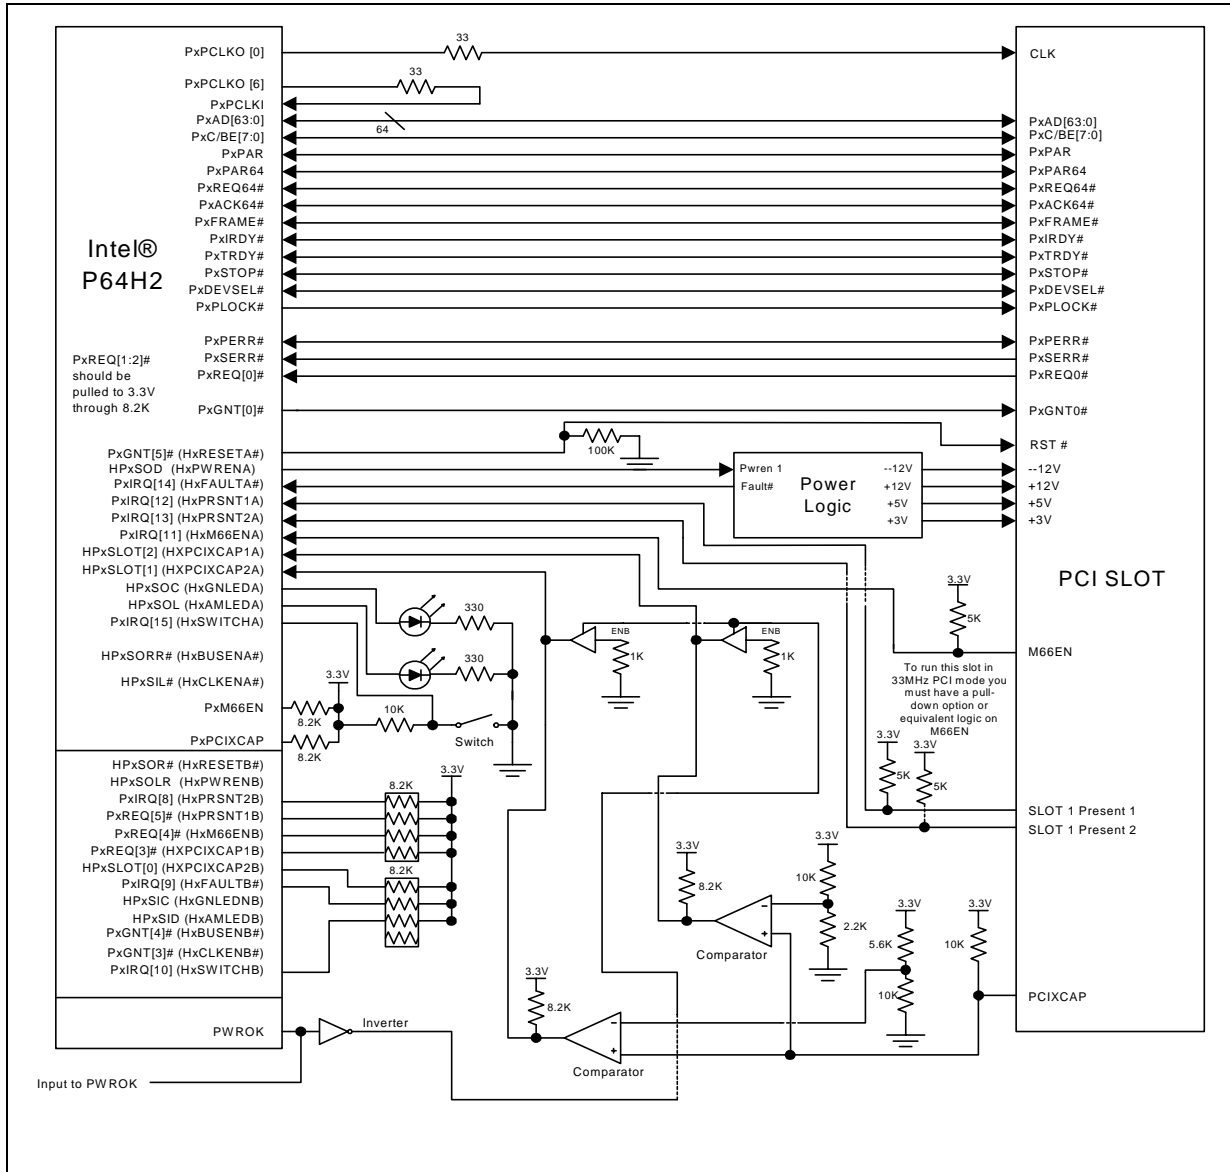 PxPCLKO [0]
33
CLK
PxPCLKO [6]
33
PxPCLKI
PxAD[63:0]
64
PxAD[63:0]
PxC/BE[7:0]
PxC/BE[7:0]
PxPAR
PxPAR
PxPAR64
PxPAR64
PxREQ64#
PxREQ64#
PxACK64#
PxACK64#
PxFRAME#
PxFRAME#
PxIRDY#
PxIRDY#
PxTRDY#
PxTRDY#
PxSTOP#
PxSTOP#
PxDEVSEL#
PxDEVSEL#
PxPLOCK#
PxPLOCK#
Intel®
P64H2
PxPERR#
PxPERR#
PxSERR#
PxSERR#
PxREQ[0]#
PxREQ0#
PxREQ[1:2]#
should be
pulled to 3.3V
through 8.2K
PxGNT[0]#
PxGNT0#
RST #
100K
PxGNT[5]# (HxRESETA#)
HPxSOD (HxPWRENA)
PxIRQ[14] (HxFAULTA#)
PxIRQ[12] (HxPRSNT1A)
PxIRQ[13] (HxPRSNT2A)
PxIRQ[11] (HxM66ENA)
HPxSLOT[2] (HXPCIXCAP1A)
HPxSLOT[1] (HXPCIXCAP2A)
HPxSOC (HxGNLEDA)
HPxSOL (HxAMLEDA)
PxIRQ[15] (HxSWITCHA)
HPxSORR# (HxBUSENA#)
HPxSIL# (HxCLKENA#)
PxM66EN
PxPCIXCAP
Pwren 1
Fault#
Power
Logic
--12V
+12V
+5V
+3V
--12V
+12V
+5V
+3V
PCI SLOT
3.3V
5K
M66EN
To run this slot in
33MHz PCI mode you
must have a pull-
down option or
equivalent logic on
M66EN
330
330
ENB
1K
ENB
1K
3.3V
8.2K
10K
8.2K
Switch
3.3V
5K
3.3V
5K
SLOT 1 Present 1
SLOT 1 Present 2
HPxSOR# (HxRESETB#)
HPxSOLR (HxPWRENB)
PxIRQ[8] (HxPRSNT2B)
PxREQ[5]# (HxPRSNT1B)
PxREQ[4]# (HxM66ENB)
PxREQ[3]# (HXPCIXCAP1B)
HPxSLOT[0] (HXPCIXCAP2B)
PxIRQ[9] (HxFAULTB#)
HPxSIC (HxGNLEDNB)
HPxSID (HxAMLEDB)
PxGNT[4]# (HxBUSENB#)
PxGNT[3]# (HxCLKENB#)
PxIRQ[10] (HxSWITCHB)
3.3V
8.2K
8.2K
3.3V
8.2K
3.3V
10K
2.2K
-
+
Comparator
3.3V
5.6K
10K
3.3V
10K
PCIXCAP
3.3V
8.2K
-
+
Comparator
PWROK
Inverter
Input to PWROK